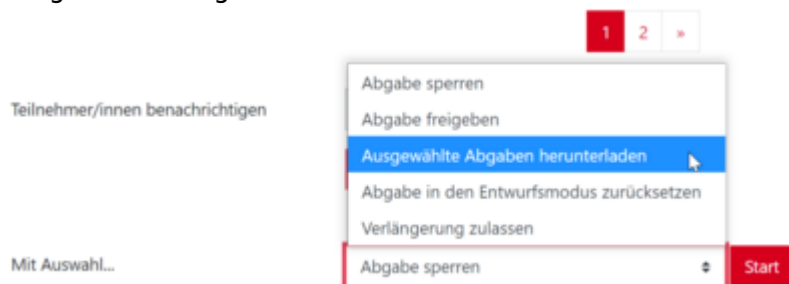 1 2 »
Abgabe sperren
Teilnehmer/innen benachrichtigen
Abgabe freigeben
Ausgewählte Abgaben herunterladen
Abgabe in den Entwurfsmodus zurücksetzen
Verlängerung zulassen
Mit Auswahl... Abgabe sperren Start